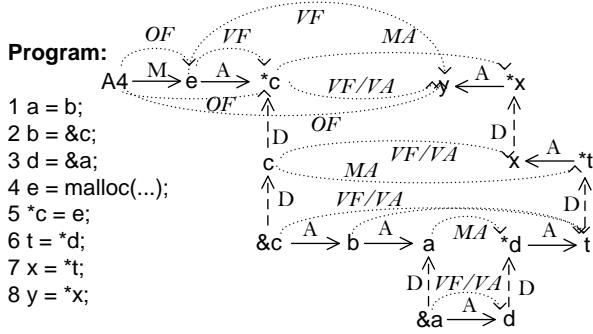 VF
OF VF MA
Program:
A4 M e A *c VF/VA y A *x
OF
OF
1 a = b;
D D
2 b = &c;
3 d = &a;
c VF/VA x A *t
MA
4 e = malloc(...);
D VF/VA D
5 *c = e;
6 t = *d;
&c A b A a MA *d A t
7 x = *t;
D VF/VA D
8 y = *x;
A
&a d